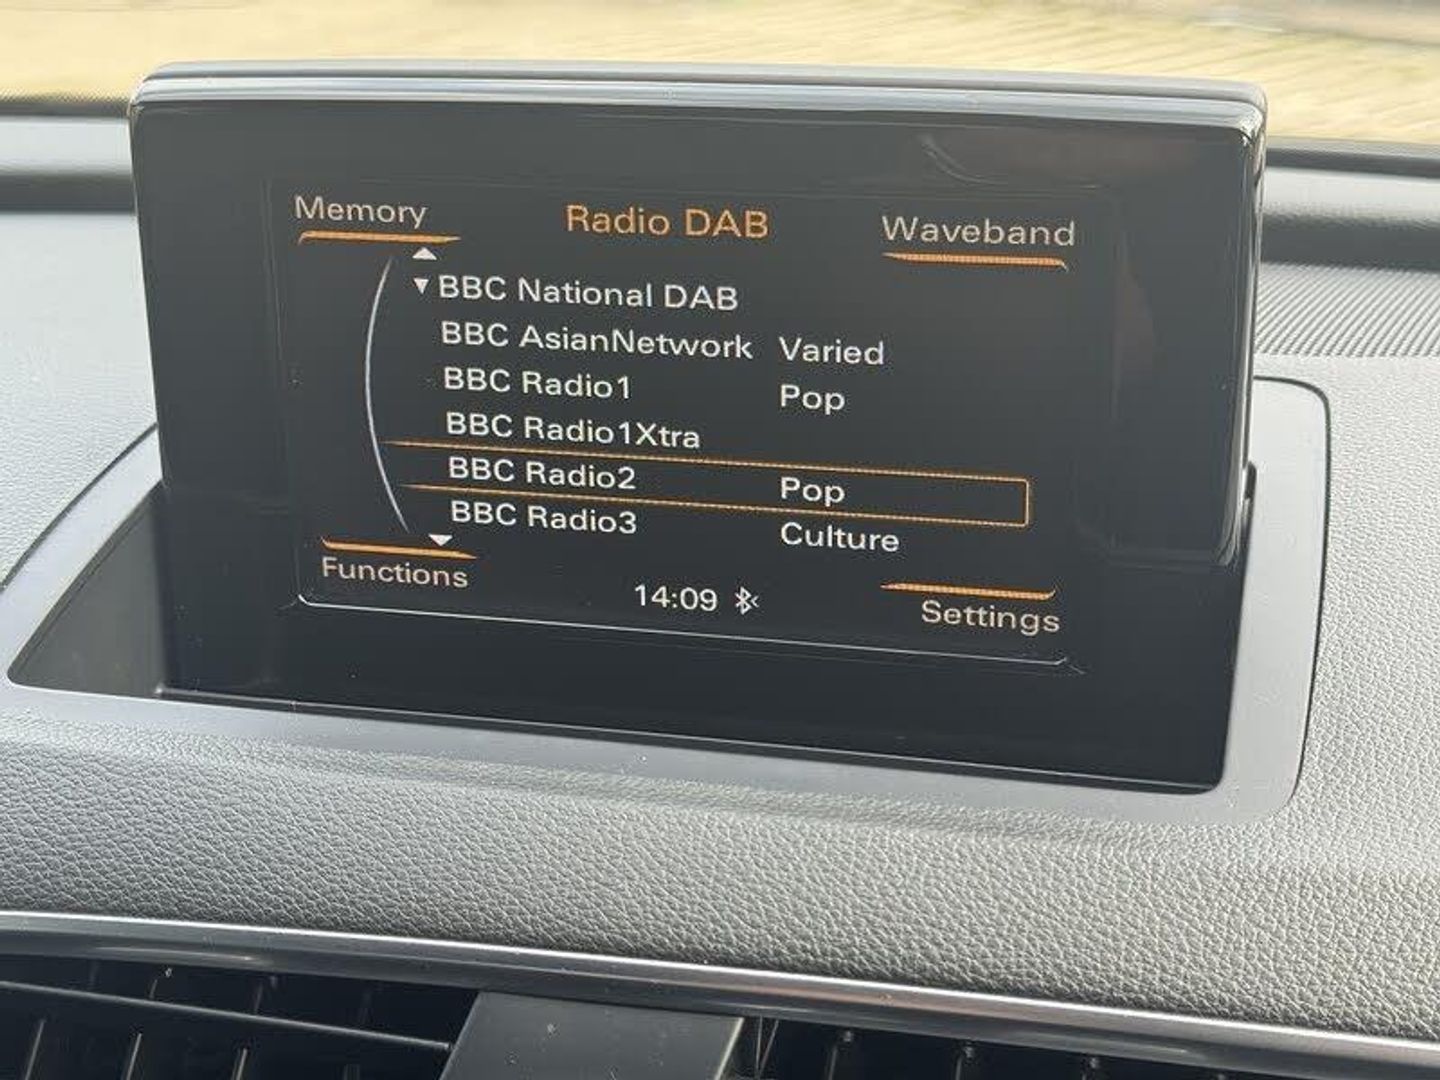 Memory Radio DAB Waveband
BBC National DAB
BBC AsianNetwork Varied
BBC Radio1 Pop
BBC Radio1Xtra
BBC Radio2 Pop
BBC Radio3 Culture
Functions 14:09 Settings